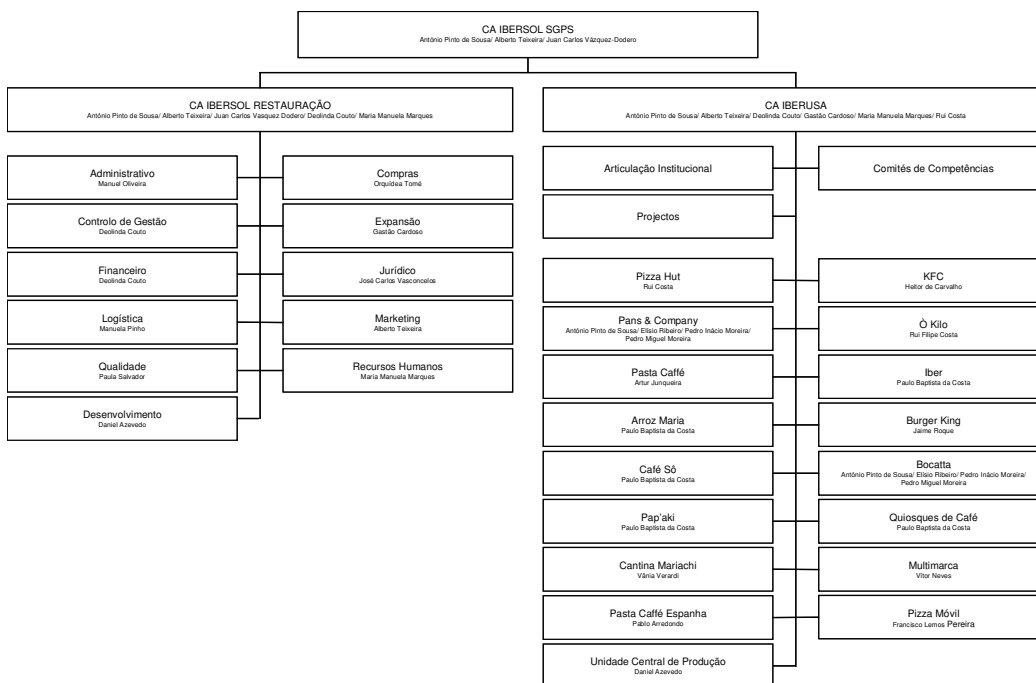 CA IBERSOL SGPS
António Pinto de Sousa/ Alberto Teixeira/ Juan Carlos Vázquez-Dodero
CA IBERSOL RESTAURAÇÃO
António Pinto de Sousa/ Alberto Teixeira/ Juan Carlos Vasquez Dodero/ Deolinda Couto/ Maria Manuela Marques
Administrativo
Manuel Oliveira
Compras
Orquídea Tomé
Controlo de Gestão
Deolinda Couto
Expansão
Gastão Cardoso
Financeiro
Deolinda Couto
Jurídico
José Carlos Vasconcelos
Logística
Manuela Pinho
Marketing
Alberto Teixeira
Qualidade
Paula Salvador
Recursos Humanos
Maria Manuela Marques
Desenvolvimento
Daniel Azevedo
CA IBERUSA
António Pinto de Sousa/ Alberto Teixeira/ Deolinda Couto/ Gastão Cardoso/ Maria Manuela Marques/ Rui Costa
Articulação Institucional
Comités de Competências
Projectos
Pizza Hut
Rui Costa
KFC
Heitor de Carvalho
Pans & Company
António Pinto de Sousa/ Elísio Ribeiro/ Pedro Inácio Moreira/
Pedro Miguel Moreira
Ò Kilo
Rui Filipe Costa
Pasta Caffé
Artur Junqueira
Iber
Paulo Baptista da Costa
Arroz Maria
Paulo Baptista da Costa
Burger King
Jaime Roque
Café Sô
Paulo Baptista da Costa
Bocatta
António Pinto de Sousa/ Elísio Ribeiro/ Pedro Inácio Moreira/
Pedro Miguel Moreira
Pap'aki
Paulo Baptista da Costa
Quiosques de Café
Paulo Baptista da Costa
Cantina Mariachi
Vânia Verardi
Multimarca
Vítor Neves
Pasta Caffé Espanha
Pablo Arredondo
Pizza Móvil
Francisco Lemos Pereira
Unidade Central de Produção
Daniel Azevedo